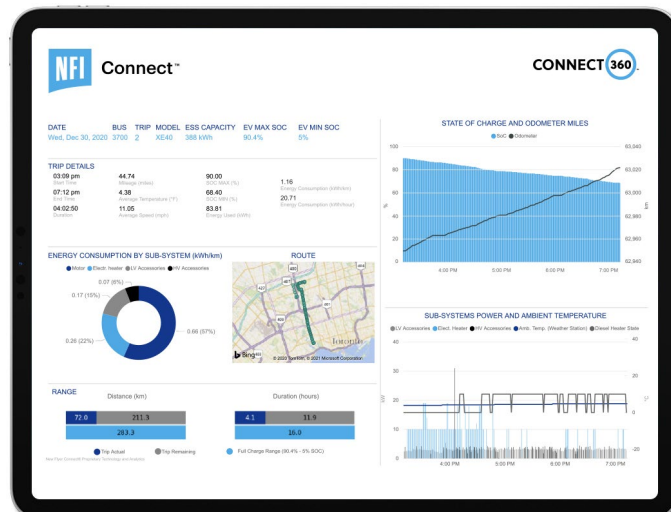 NFI Connect™
CONNECT 360
DATE BUS TRIP MODEL ESS CAPACITY EV MAX SOC EV MIN SOC
Wed, Dec 30, 2020 3700 2 XE40 388 kWh 90.4% 5%
TRIP DETAILS
03:09 pm 44.74 90.00 1.16
Start Time Mileage (miles) SOC MAX (%) Energy Consumption (kWh/km)
07:12 pm 4.38 68.40 20.71
End Time Average Temperature (°F) SOC MIN (%) Energy Consumption (kWh/hour)
04:02:50 11.05 83.81
Duration Average Speed (mph) Energy Used (kWh)
ENERGY CONSUMPTION BY SUB-SYSTEM (kWh/km)
Motor Electr. heater LV Accessories HV Accessories
0.07 (6%)
0.17 (15%)
0.26 (22%)
0.66 (57%)
ROUTE
Toronto
Bing
© 2020 TomTom, © 2021 Microsoft Corporation
RANGE
Distance (km) Duration (hours)
72.0 211.3 4.1 11.9
283.3 16.0
Trip Actual Trip Remaining Full Charge Range (90.4% - 5% SOC)
STATE OF CHARGE AND ODOMETER MILES
SoC Odometer
100 63,040
80 63,020
60 63,000
40 62,980
20 62,960
0 62,940
%
km
4:00 PM 5:00 PM 6:00 PM 7:00 PM
SUB-SYSTEMS POWER AND AMBIENT TEMPERATURE
LV Accessories Elect. Heater HV Accessories Amb. Temp. (Weather Station) Diesel Heater State
40 40
30 20
20 0
10 -20
0
kW
4:00 PM 5:00 PM 6:00 PM 7:00 PM